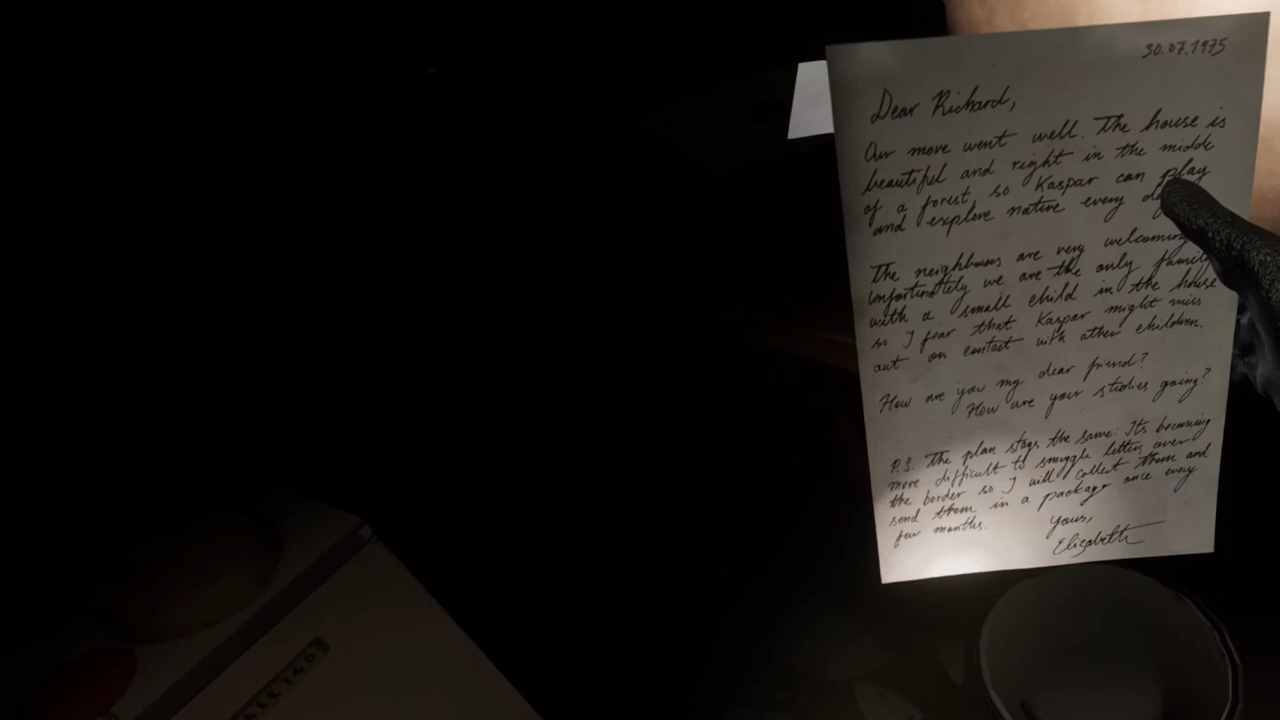 30.07.1975
Dear Richard,
Our move went well. The house is
beautiful and right in the middle
of a forest, so Kaspar can play
and explore nature every
The neighbours are very welcoming
unfortunately we are the only family
with a small child in the house
so I fear that Kaspar might miss
out on contact with other children.
How are you my dear friend?
How are your studies going?
P.S. The plan stays the same: Its becoming
more difficult to smuggle letters over
the border so I will collect them and
send them in a package once every
few months.
Yours,
Elizabeth